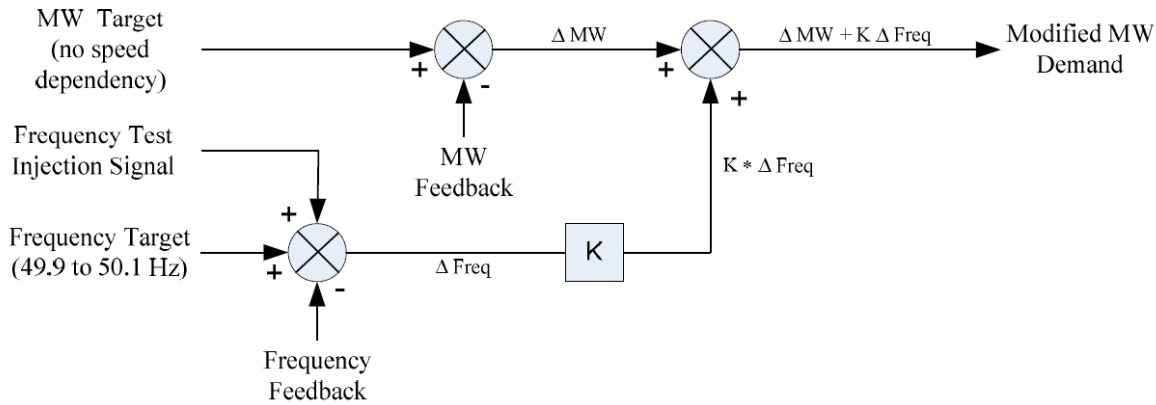 MW Target
(no speed
dependency)
+
-
Δ MW
+
+
Δ MW + K Δ Freq
Modified MW
Demand
Frequency Test
Injection Signal
MW
Feedback
K * Δ Freq
+
Frequency Target
(49.9 to 50.1 Hz)
+
-
Δ Freq
K
Frequency
Feedback